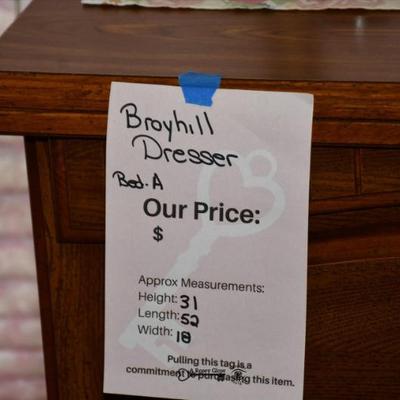 Broyhill
Dresser
Bed. A
Our Price:
$
Approx Measurements:
Height: 31
Length: 52
Width: 18
Pulling this tag is a
commitment to purchasing this item.